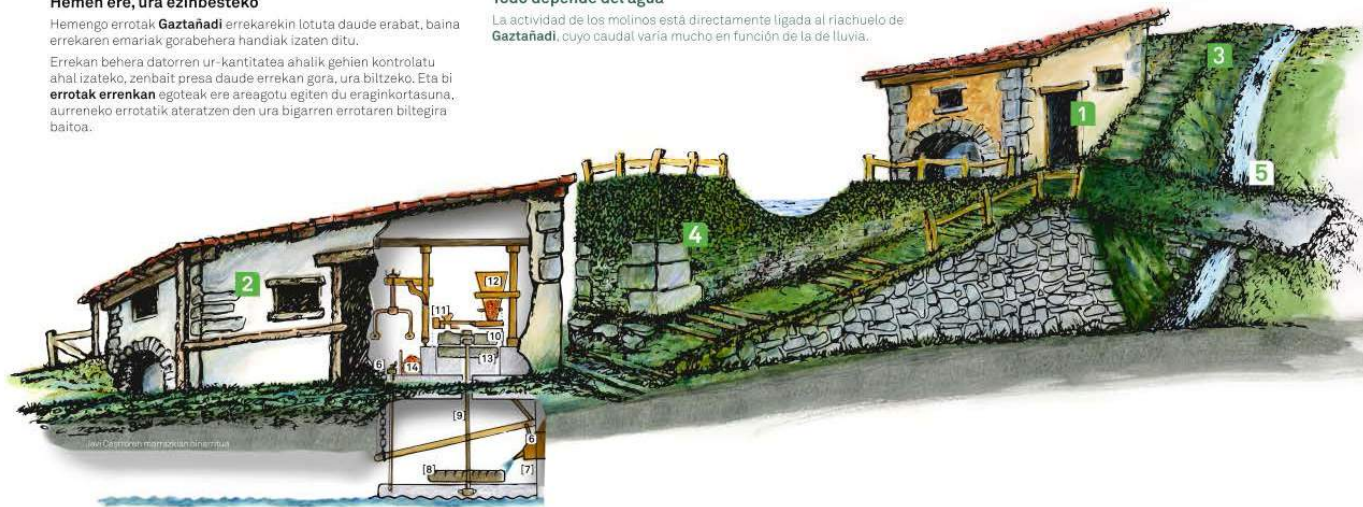 Hemen ere, ura ezinbesteko
Hemengo errotak Gaztañadi errekarekin lotuta daude erabat, baina
errekaren emariak gorabehera handiak izaten ditu.
Errekan behera datorren ur-kantitatea ahalik gehien kontrolatu
ahal izateko, zenbait presa daude errekan gora, ura biltzeko. Eta bi
errotak errenkan egoteak ere areagotu egiten du eraginkortasuna,
aurreneko errotatik ateratzen den ura bigarren errotaren biltegira
baitoa.
Todo depende del agua
La actividad de los molinos está directamente ligada al riachuelo de
Gaztañadi, cuyo caudal varía mucho en función de la de lluvia.
3
1
5
4
2
12
[11]
10
13
6
14
[9]
6
[8]
[7]
Javi Castroren marrazkian oinarritua